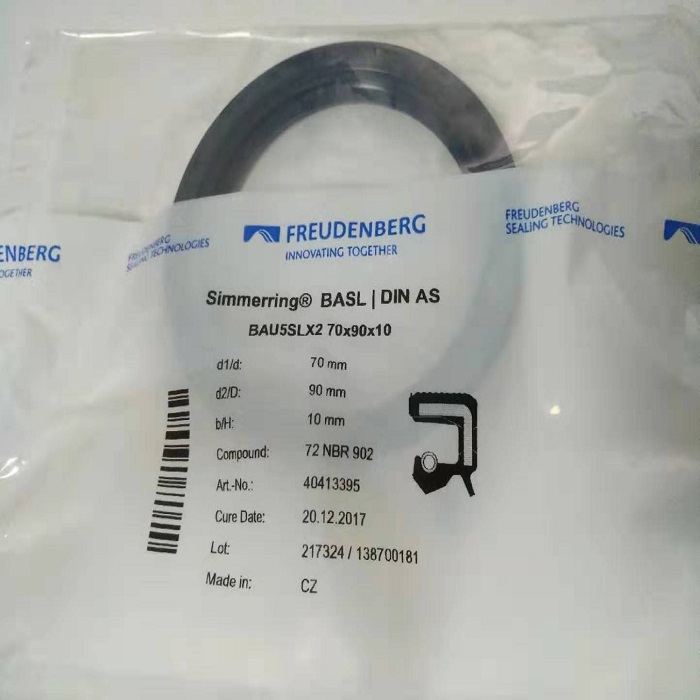 FREUDENBERG
INNOVATING TOGETHER
FREUDENBERG
SEALING TECHNOLOGIES
ENBERG
OGETHER
SEALING TECHNOLOGIES
Simmerring® BASL | DIN AS
BAU5SLX2 70x90x10
d1/d: 70 mm
d2/D: 90 mm
b/H: 10 mm
Compound: 72 NBR 902
Art.-No.: 40413395
Cure Date: 20.12.2017
Lot: 217324 / 138700181
Made in: CZ